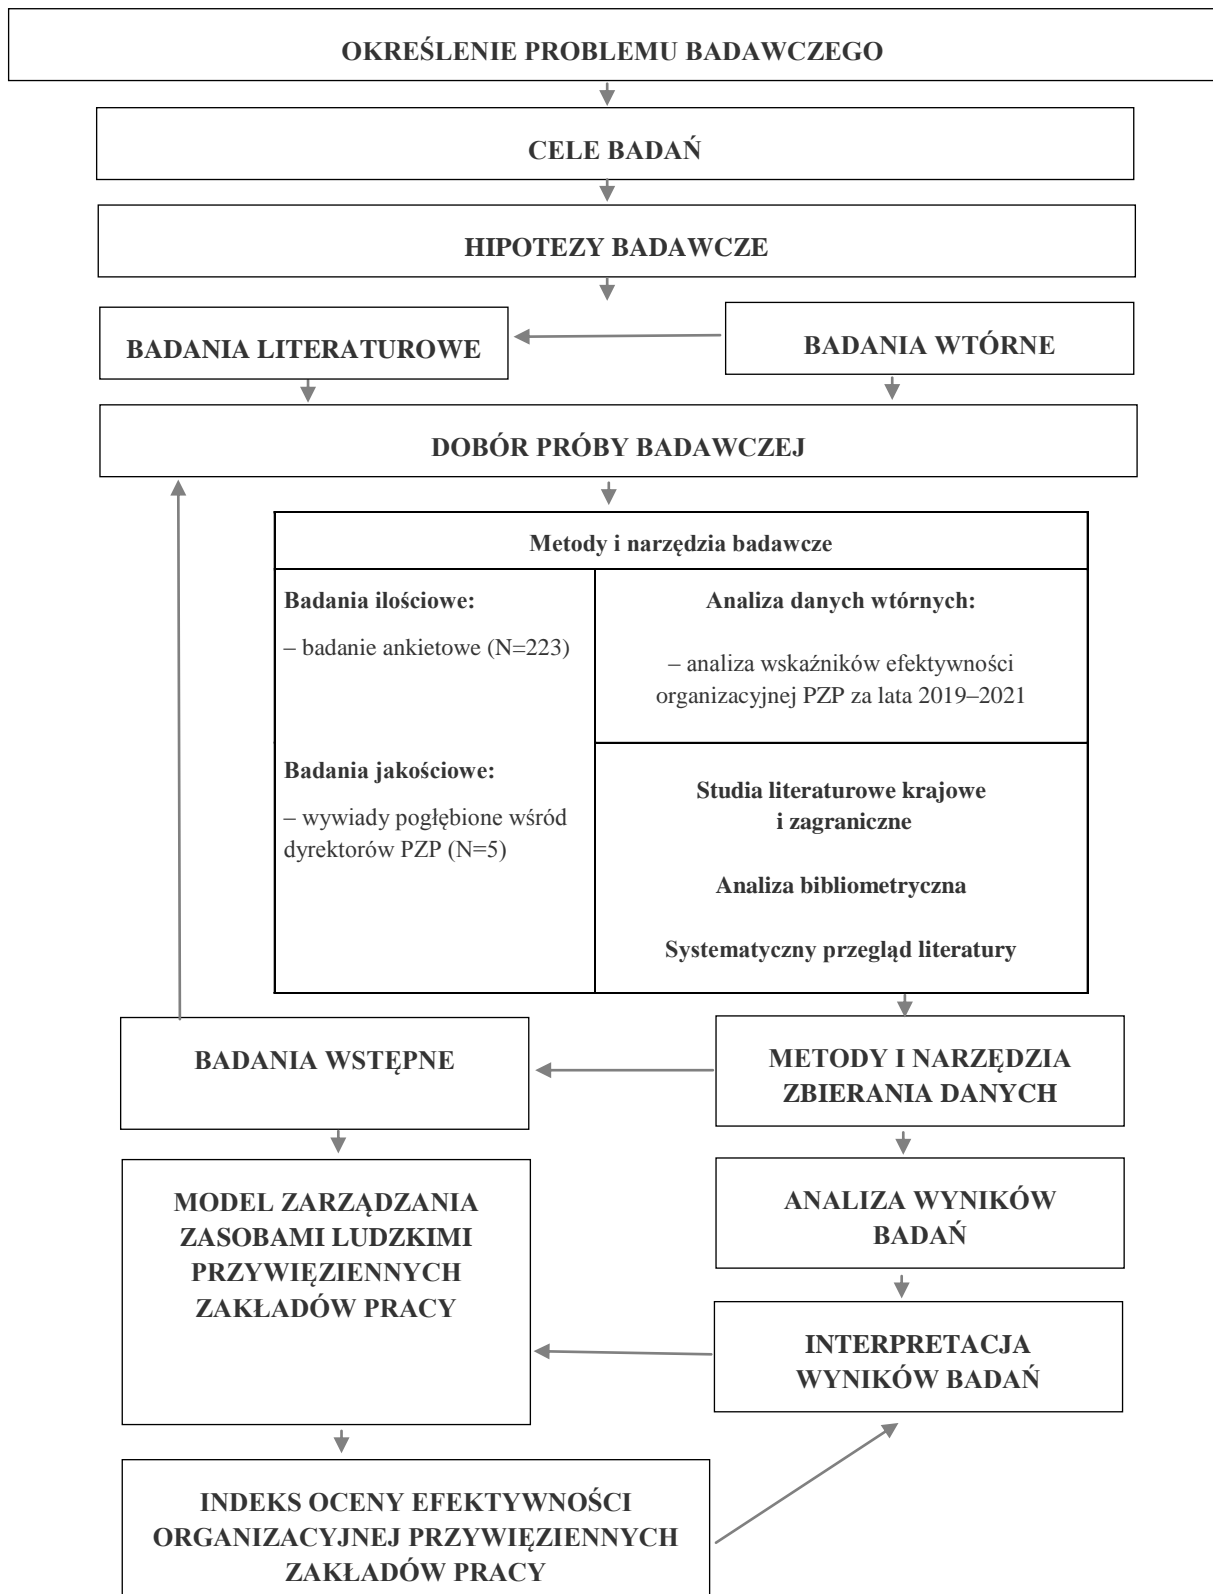 OKREŚLENIE PROBLEMU BADAWCZEGO
CELE BADAŃ
HIPOTEZY BADAWCZE
BADANIA LITERATUROWE
BADANIA WTÓRNE
DOBÓR PRÓBY BADAWCZEJ
Metody i narzędzia badawcze
Badania ilościowe:
– badanie ankietowe (N=223)
Badania jakościowe:
– wywiady pogłębione wśród
dyrektorów PZP (N=5)
Analiza danych wtórnych:
– analiza wskaźników efektywności
organizacyjnej PZP za lata 2019–2021
Studia literaturowe krajowe
i zagraniczne
Analiza bibliometryczna
Systematyczny przegląd literatury
BADANIA WSTĘPNE
METODY I NARZĘDZIA
ZBIERANIA DANYCH
MODEL ZARZĄDZANIA
ZASOBAMI LUDZKIMI
PRZYWIĘZIENNYCH
ZAKŁADÓW PRACY
ANALIZA WYNIKÓW
BADAŃ
INTERPRETACJA
WYNIKÓW BADAŃ
INDEKS OCENY EFEKTYWNOŚCI
ORGANIZACYJNEJ PRZYWIĘZIENNYCH
ZAKŁADÓW PRACY